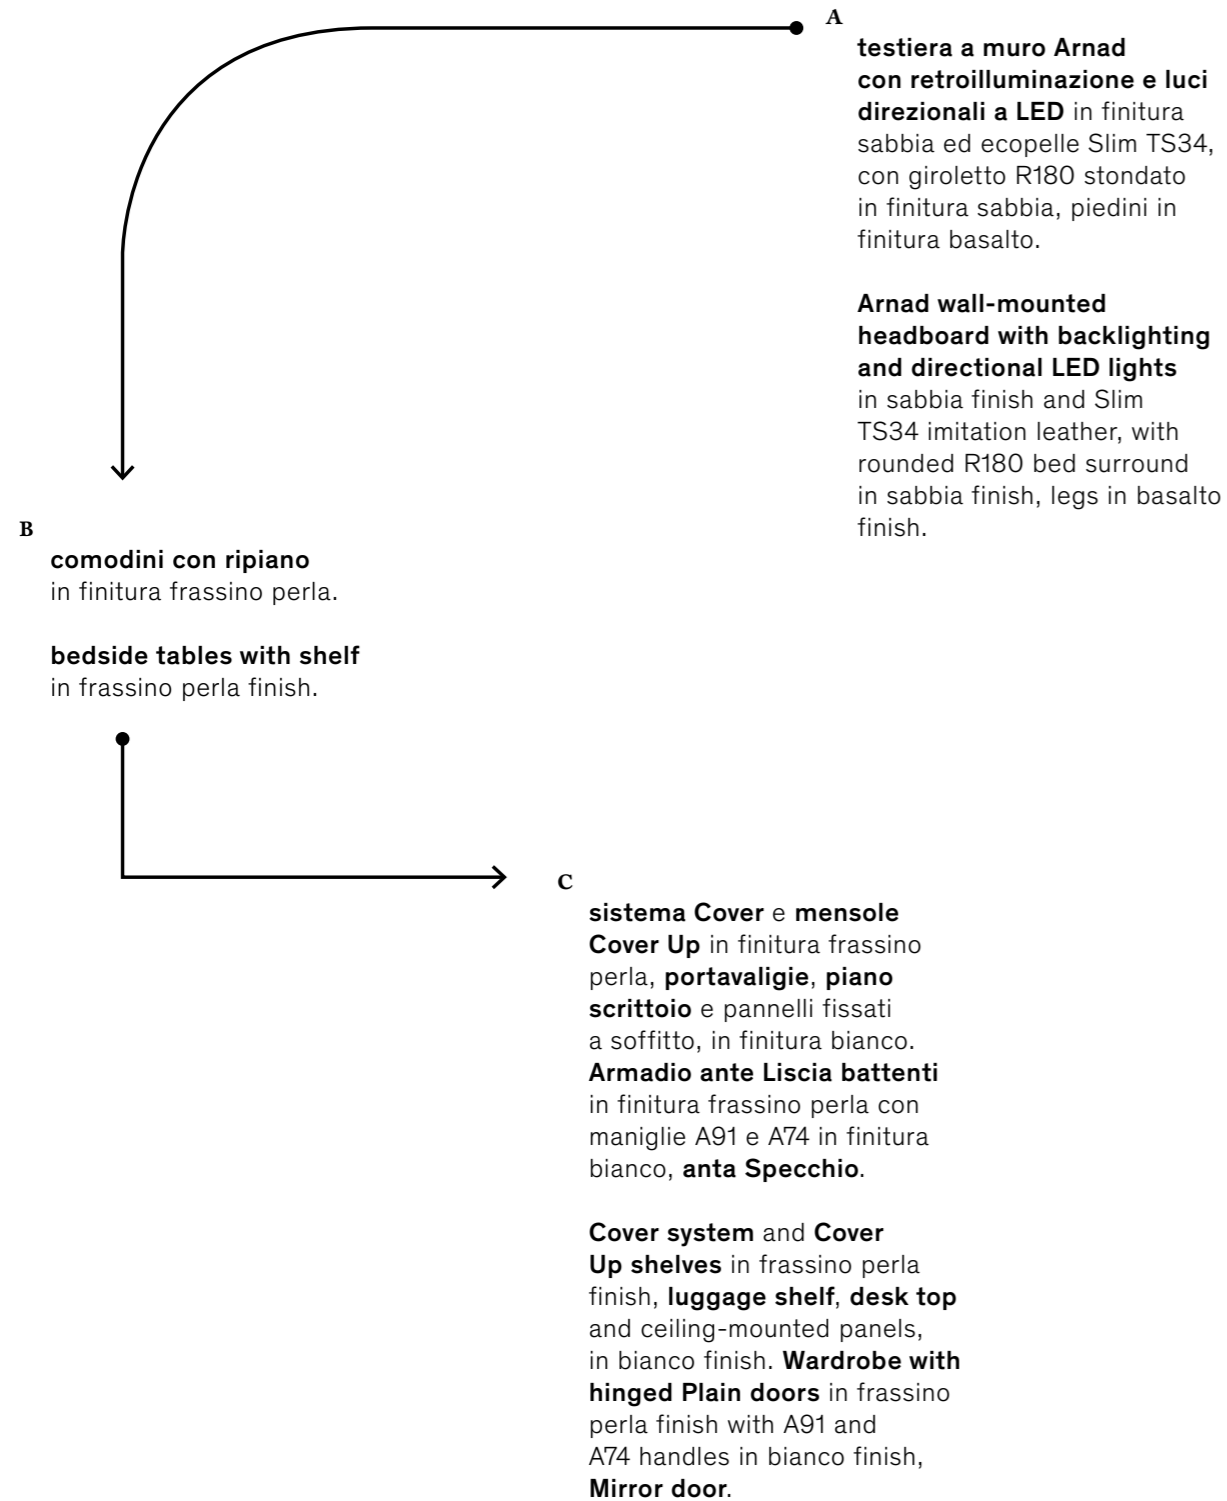 A
testiera a muro Arnad
con retroilluminazione e luci
direzionali a LED in finitura
sabbia ed ecopelle Slim TS34,
con giroletto R180 stondato
in finitura sabbia, piedini in
finitura basalto.
Arnad wall-mounted
headboard with backlighting
and directional LED lights
in sabbia finish and Slim
TS34 imitation leather, with
rounded R180 bed surround
in sabbia finish, legs in basalto
finish.
B
comodini con ripiano
in finitura frassino perla.
bedside tables with shelf
in frassino perla finish.
C
sistema Cover e mensole
Cover Up in finitura frassino
perla, portavaligie, piano
scrittoio e pannelli fissati
a soffitto, in finitura bianco.
Armadio ante Liscia battenti
in finitura frassino perla con
maniglie A91 e A74 in finitura
bianco, anta Specchio.
Cover system and Cover
Up shelves in frassino perla
finish, luggage shelf, desk top
and ceiling-mounted panels,
in bianco finish. Wardrobe with
hinged Plain doors in frassino
perla finish with A91 and
A74 handles in bianco finish,
Mirror door.